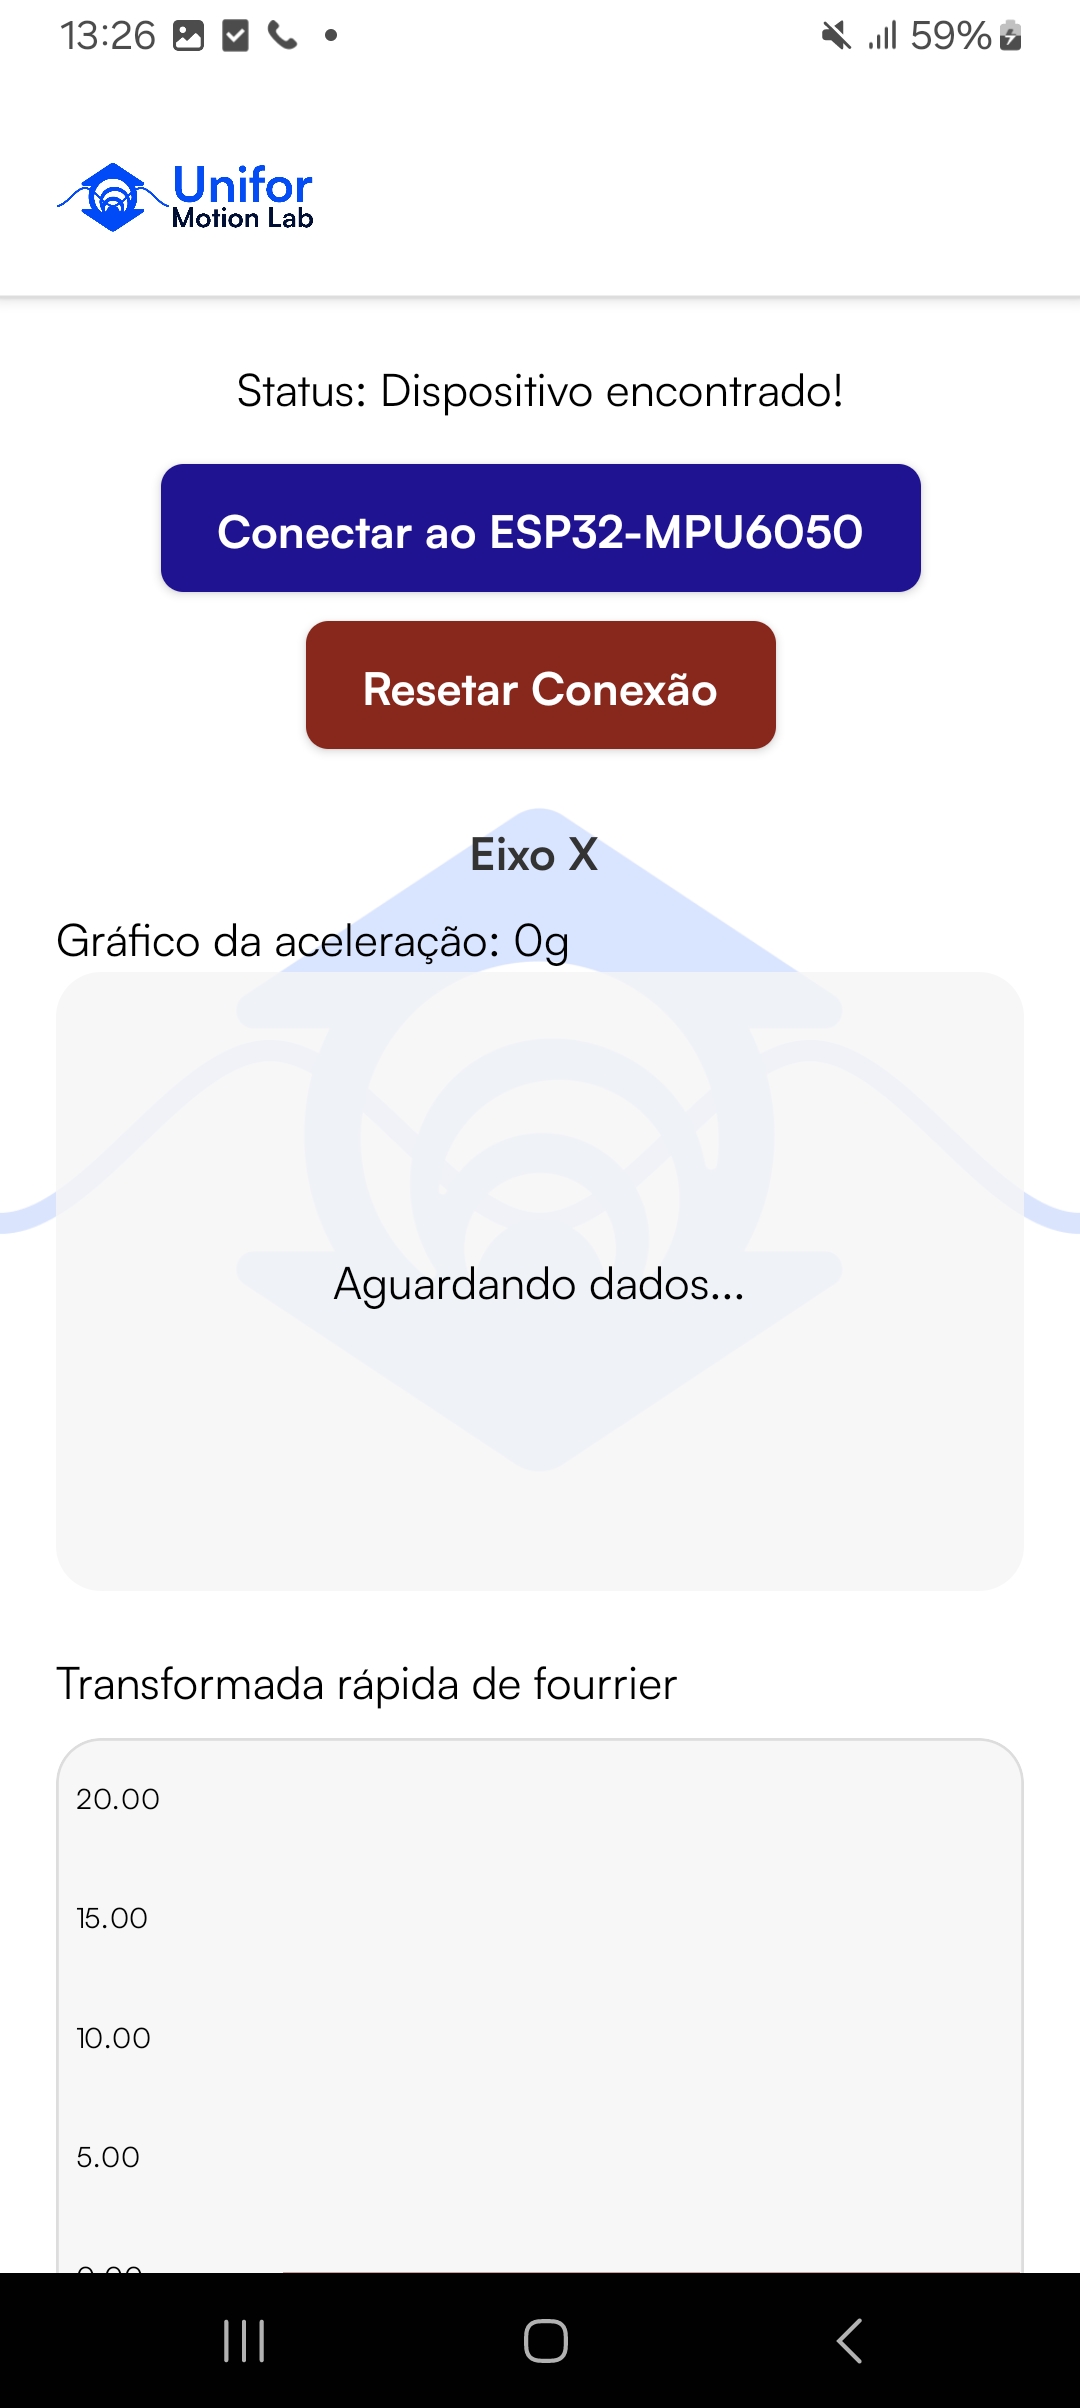 13:26
59%
Unifor
Motion Lab
Status: Dispositivo encontrado!
Conectar ao ESP32-MPU6050
Resetar Conexão
Eixo X
Gráfico da aceleração: 0g
Aguardando dados...
Transformada rápida de fourrier
20.00
15.00
10.00
5.00